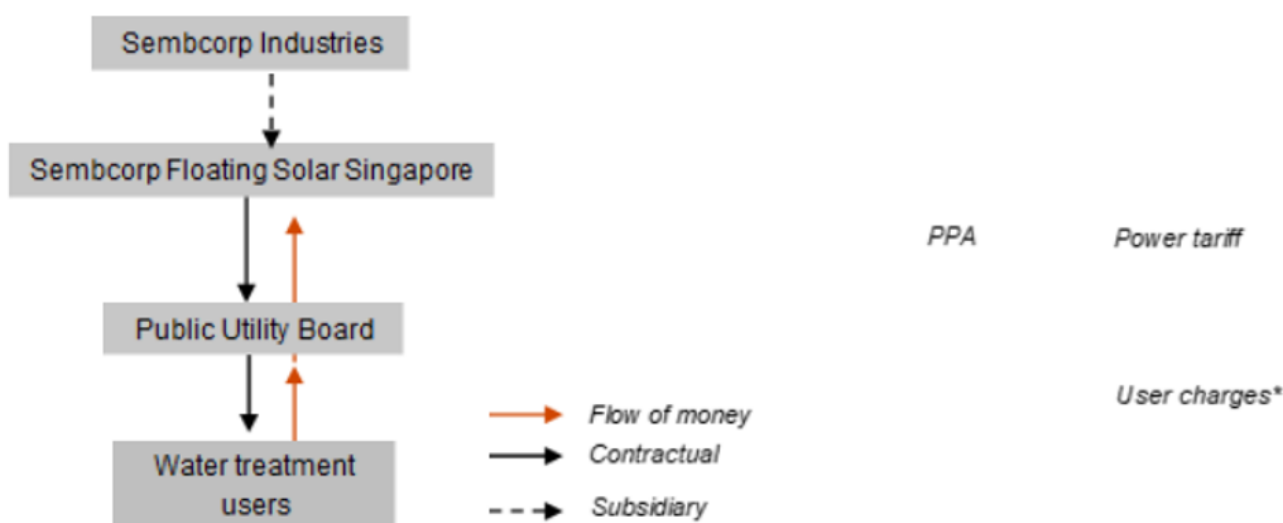 Sembcorp Industries
Sembcorp Floating Solar Singapore
PPA
Power tariff
Public Utility Board
User charges*
Flow of money
Contractual
Water treatment
users
Subsidiary